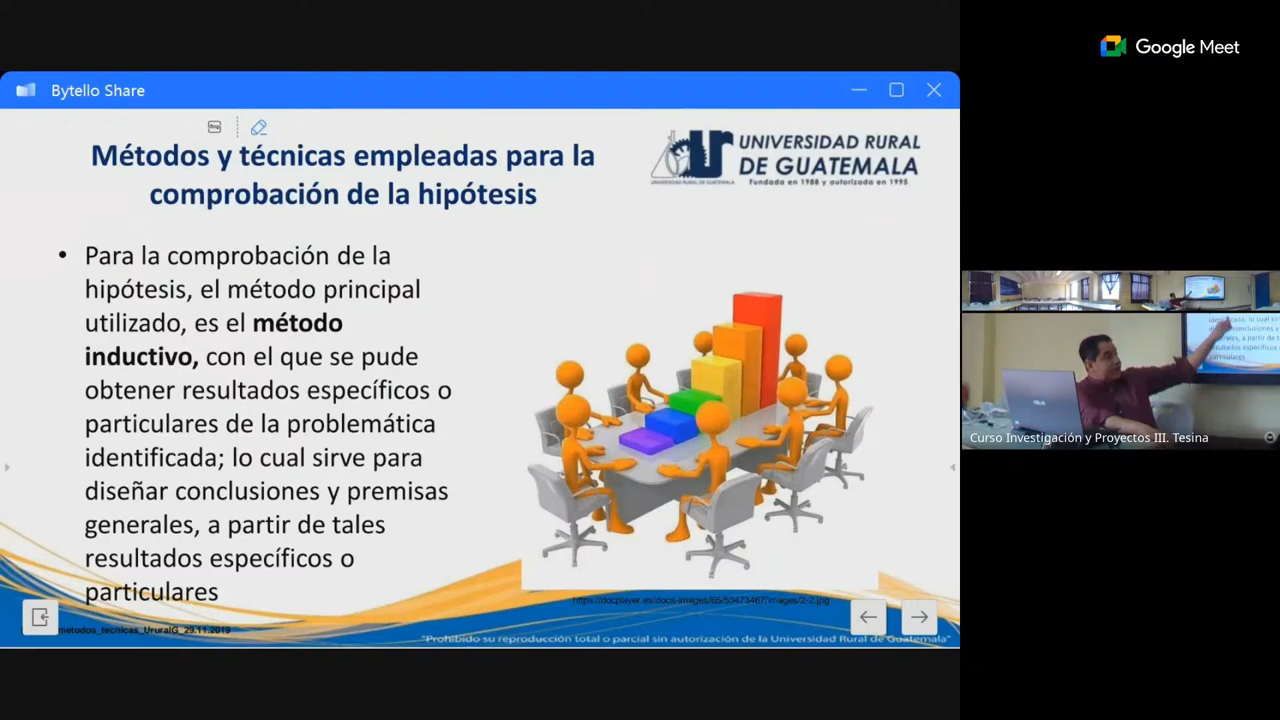 Google Meet
Bytello Share
Métodos y técnicas empleadas para la
comprobación de la hipótesis
UNIVERSIDAD RURAL
DE GUATEMALA
Fundada en 1988 y autorizada en 1995
• Para la comprobación de la
hipótesis, el método principal
utilizado, es el método
inductivo, con el que se pude
obtener resultados específicos o
particulares de la problemática
identificada; lo cual sirve para
diseñar conclusiones y premisas
generales, a partir de tales
resultados específicos o
particulares
metodos_tecnicas_UruralG_29.11.2019
"Prohibido su reproducción total o parcial sin autorización de la Universidad Rural de Guatemala"
ASUS
Curso Investigación y Proyectos III. Tesina